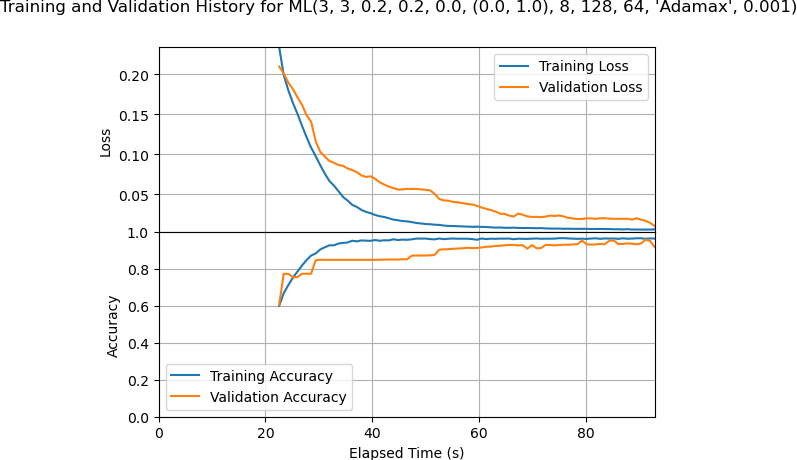 Training and Validation History for ML(3, 3, 0.2, 0.2, 0.0, (0.0, 1.0), 8, 128, 64, 'Adamax', 0.001)
0.20
0.15
0.10
0.05
Loss
Training Loss
Validation Loss
1.0
0.8
0.6
0.4
0.2
0.0
Accuracy
Training Accuracy
Validation Accuracy
0 20 40 60 80
Elapsed Time (s)